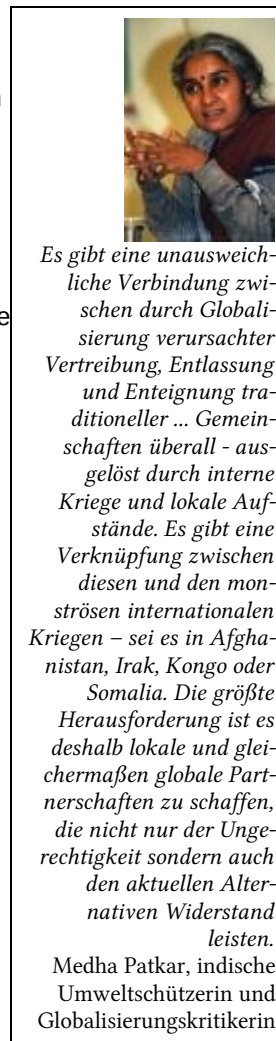 Es gibt eine unausweich-
liche Verbindung zwi-
schen durch Globali-
sierung verursachter
Vertreibung, Entlassung
und Enteignung tra-
ditioneller ... Gemein-
schaften überall - aus-
gelöst durch interne
Kriege und lokale Auf-
stände. Es gibt eine
Verknüpfung zwischen
diesen und den mon-
strösen internationalen
Kriegen – sei es in Afgha-
nistan, Irak, Kongo oder
Somalia. Die größte
Herausforderung ist es
deshalb lokale und glei-
chermaßen globale Part-
nerschaften zu schaffen,
die nicht nur der Unge-
rechtigkeit sondern auch
den aktuellen Alter-
nativen Widerstand
leisten.
Medha Patkar, indische
Umweltschützerin und
Globalisierungskritikerin